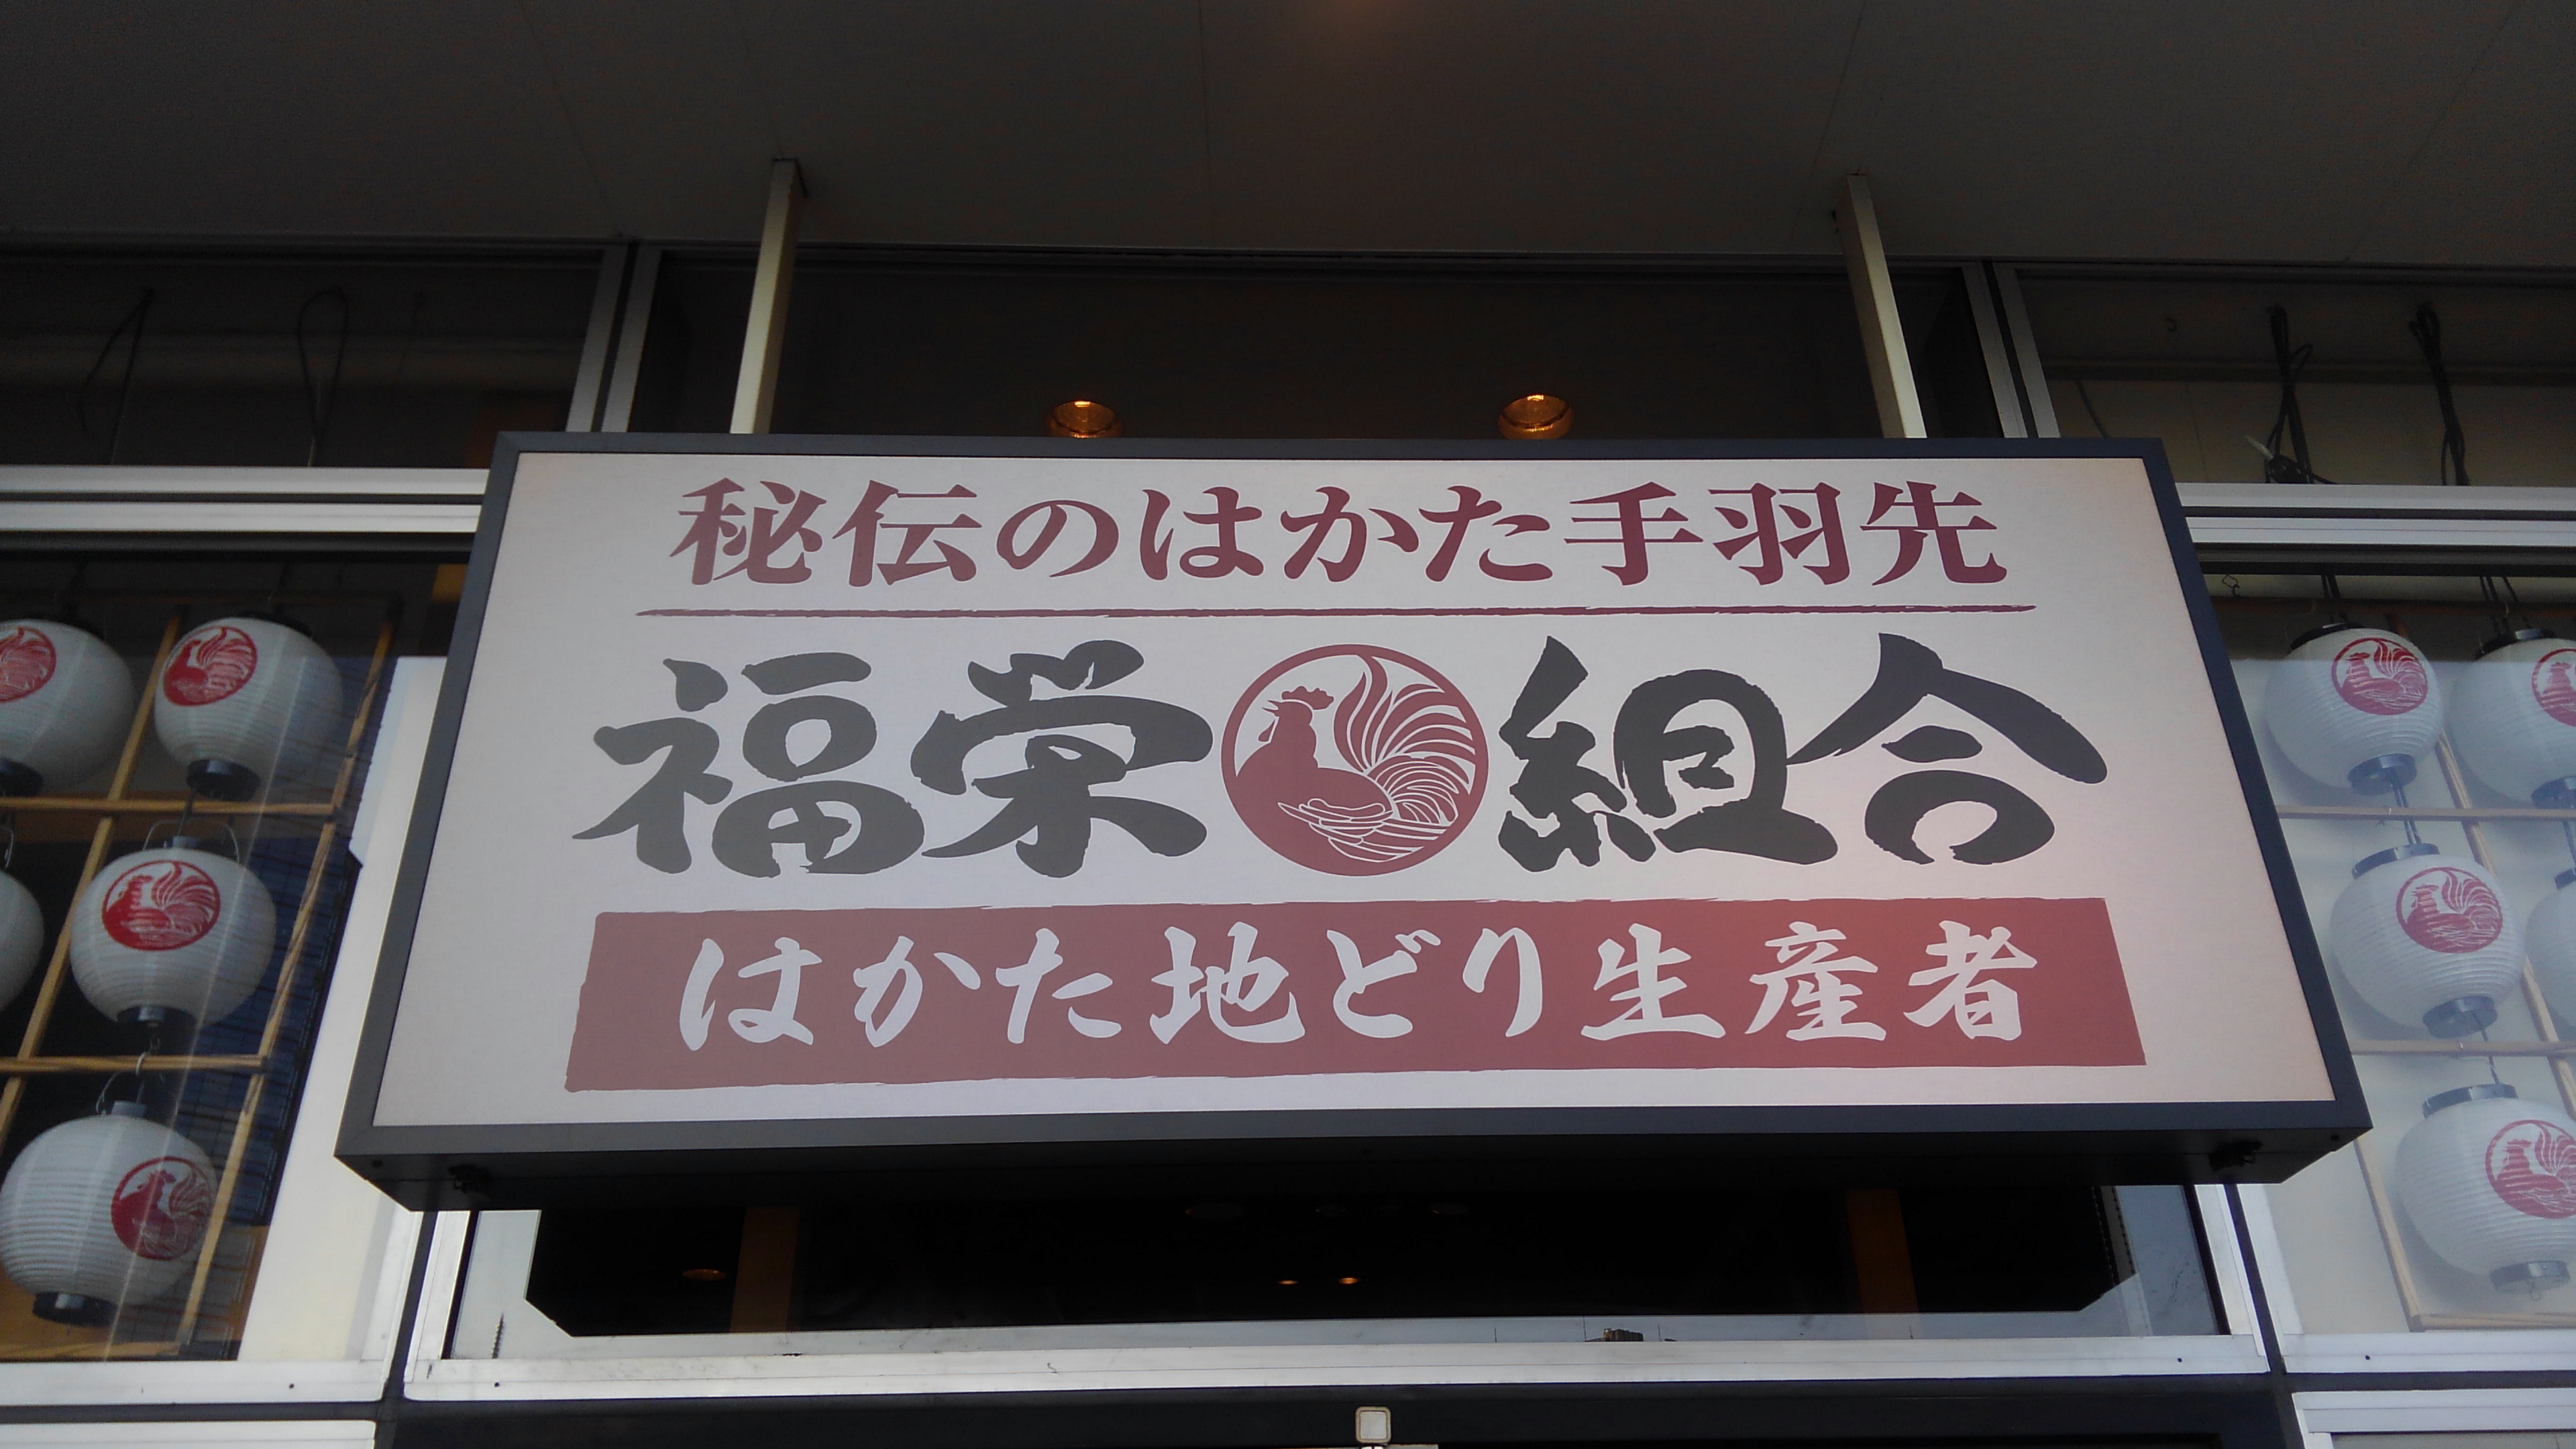 秘伝のはかた手羽先
福栄組合
はかた地どり生産者